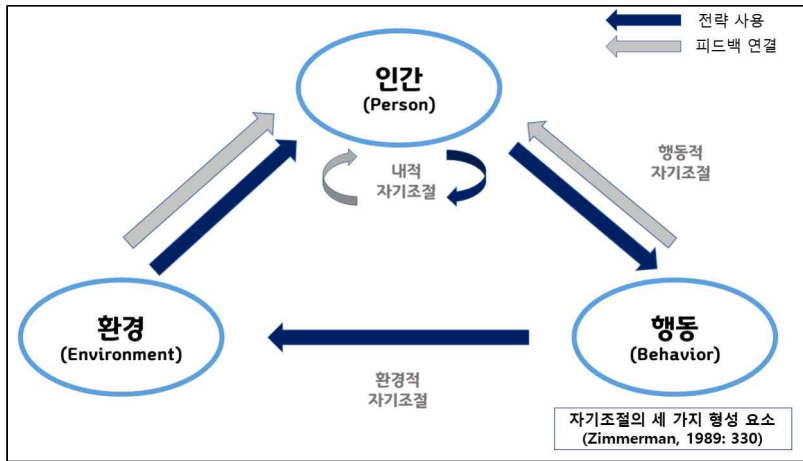 전략 사용
피드백 연결
인간
(Person)
내적
자기조절
행동적
자기조절
환경
(Environment)
행동
(Behavior)
환경적
자기조절
자기조절의 세 가지 형성 요소
(Zimmerman, 1989: 330)